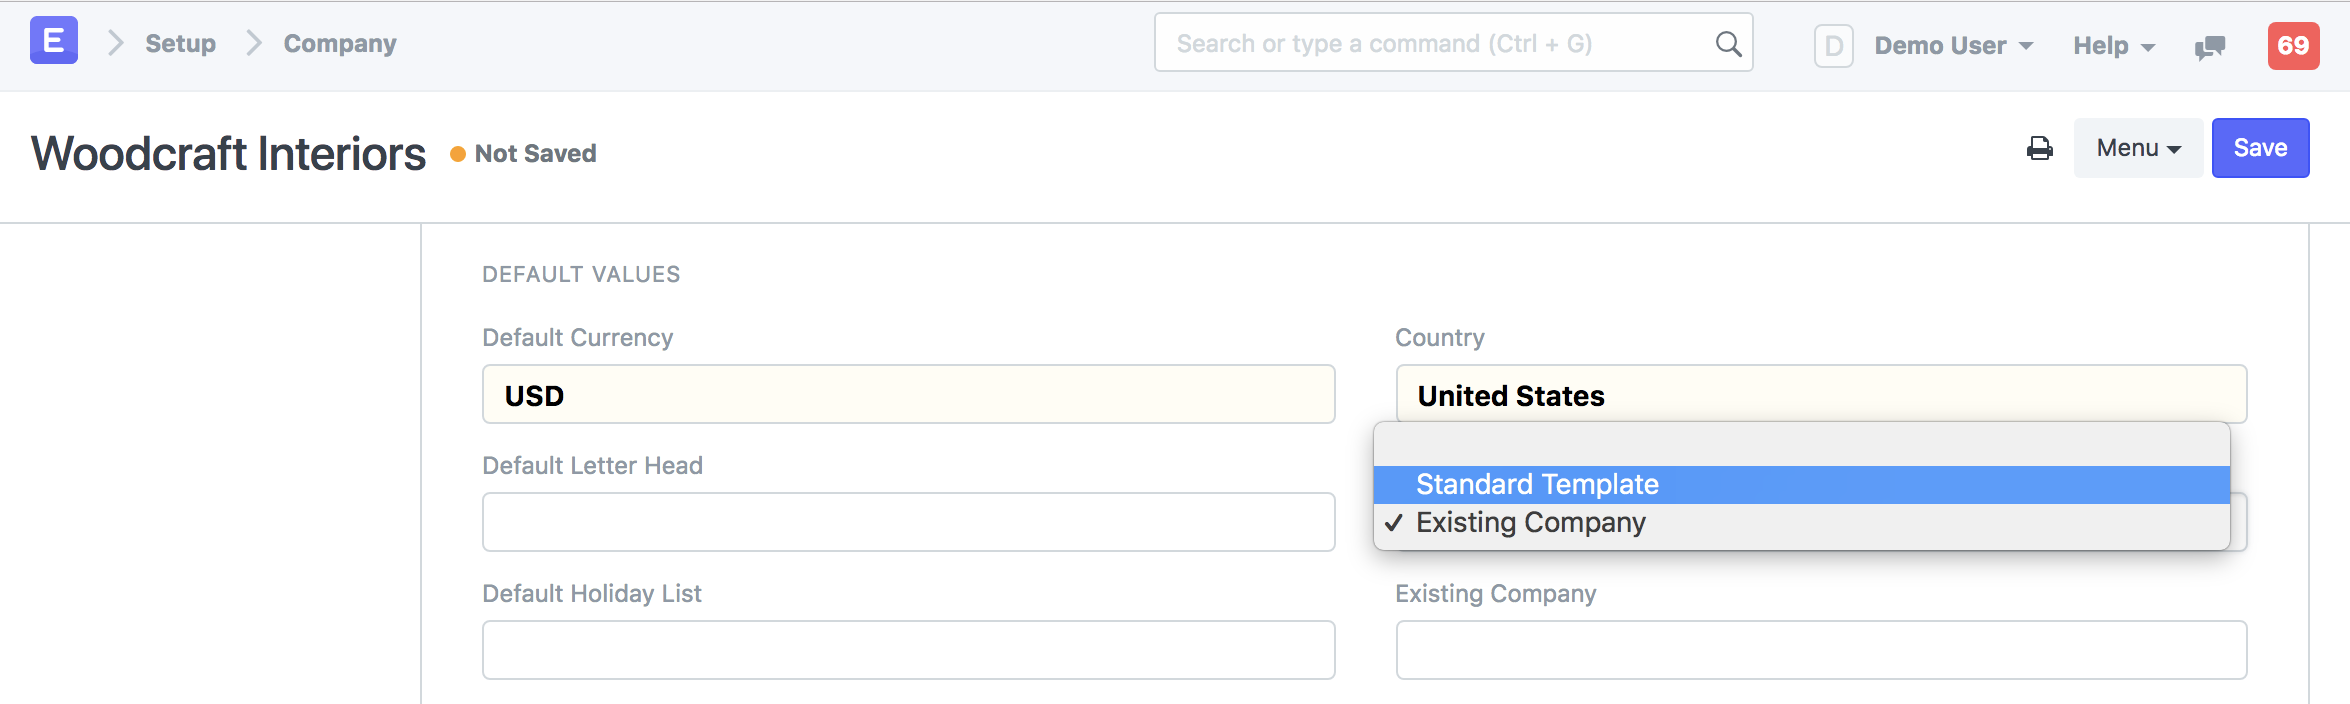 E Setup Company Search or type a command (Ctrl + G) D Demo User Help 69
Woodcraft Interiors Not Saved Menu Save
DEFAULT VALUES
Default Currency Country
USD United States
Default Letter Head
Standard Template
✓ Existing Company
Default Holiday List Existing Company